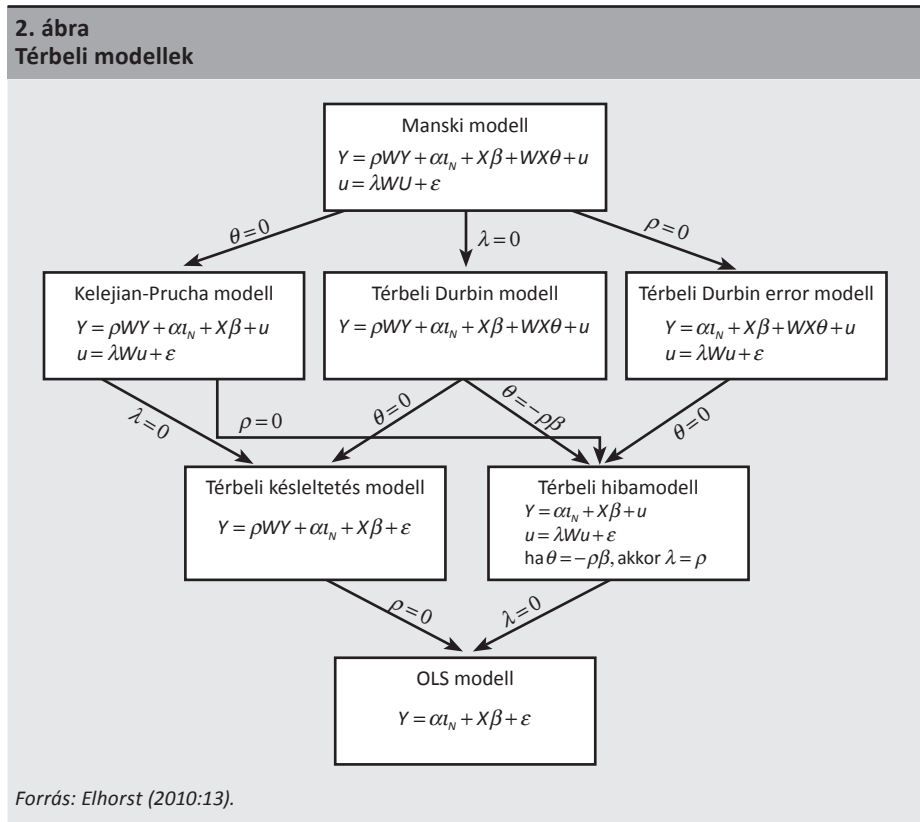 2. ábra
Térbeli modellek
Manski modell
Y = ρWY + αι_N + Xβ + WXθ + u
u = λWU + ε
θ = 0
λ = 0
ρ = 0
Kelejian-Prucha modell
Y = ρWY + αι_N + Xβ + u
u = λWu + ε
Térbeli Durbin modell
Y = ρWY + αι_N + Xβ + WXθ + u
Térbeli Durbin error modell
Y = αι_N + Xβ + WXθ + u
u = λWu + ε
λ = 0
ρ = 0
θ = 0
θ = −ρβ
θ = 0
Térbeli késleltetés modell
Y = ρWY + αι_N + Xβ + ε
Térbeli hibamodell
Y = αι_N + Xβ + u
u = λWu + ε
ha θ = −ρβ, akkor λ = ρ
ρ = 0
λ = 0
OLS modell
Y = αι_N + Xβ + ε
Forrás: Elhorst (2010:13).